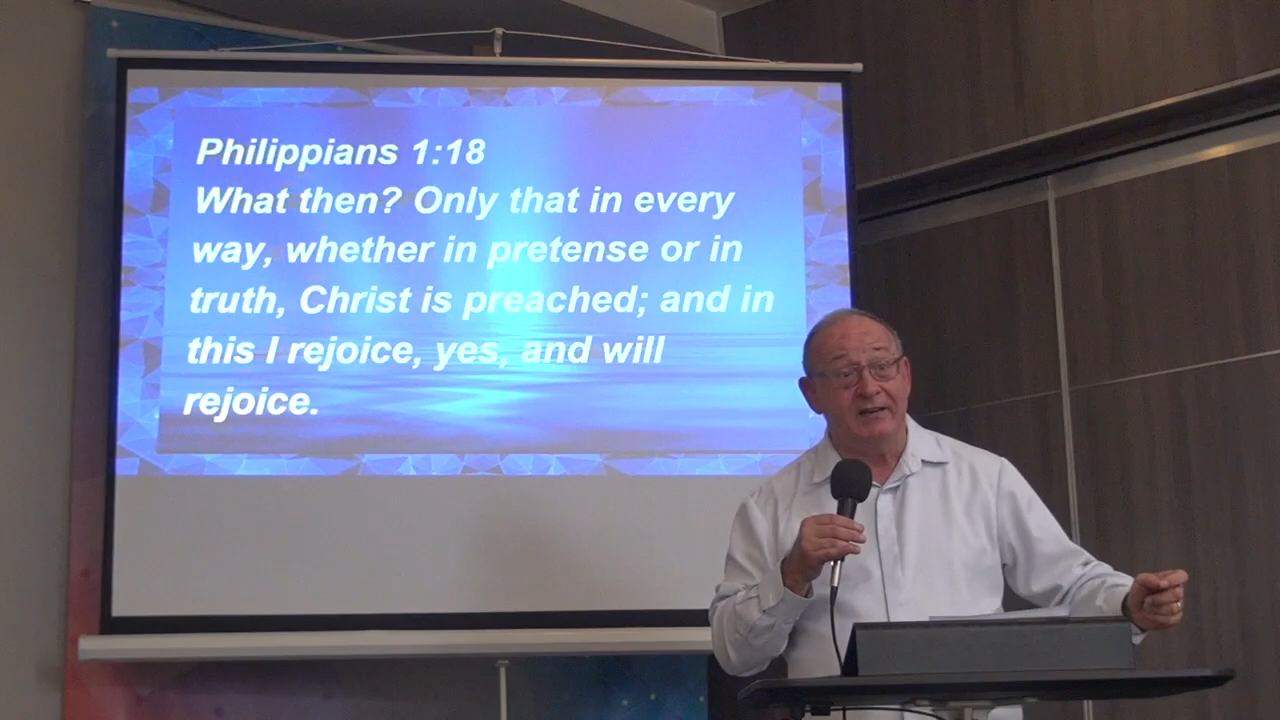 Philippians 1:18
What then? Only that in every
way, whether in pretense or in
truth, Christ is preached; and in
this I rejoice, yes, and will
rejoice.